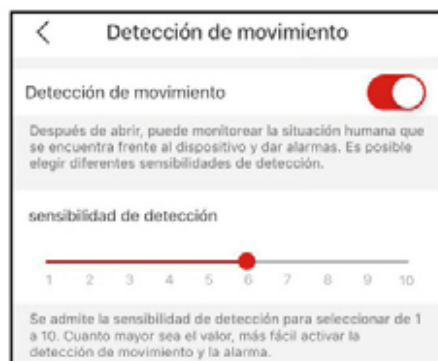 Detección de movimiento
Detección de movimiento
Después de abrir, puede monitorear la situación humana que
se encuentra frente al dispositivo y dar alarmas. Es posible
elegir diferentes sensibilidades de detección.
sensibilidad de detección
1 2 3 4 5 6 7 8 9 10
Se admite la sensibilidad de detección para seleccionar de 1
a 10. Cuanto mayor sea el valor, más fácil activar la
detección de movimiento y la alarma.